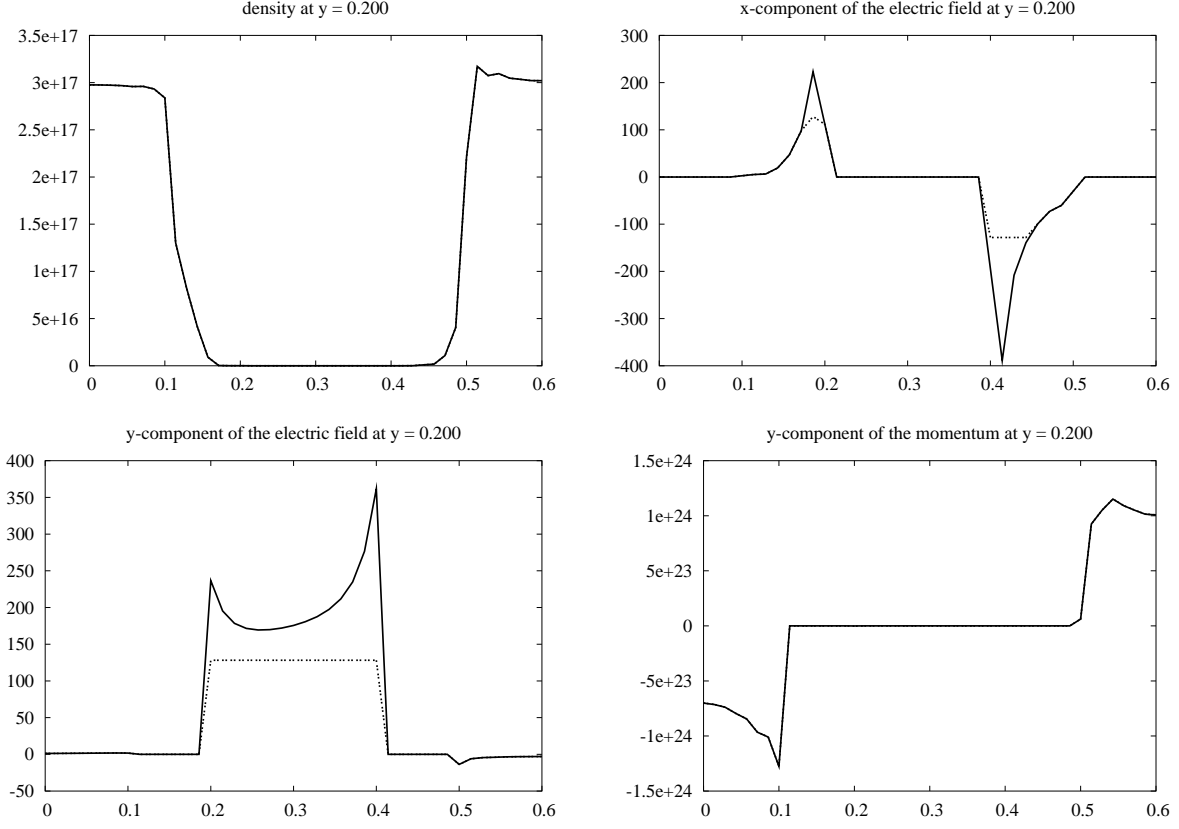 density at y = 0.200
3.5e+17
3e+17
2.5e+17
2e+17
1.5e+17
1e+17
5e+16
0
0 0.1 0.2 0.3 0.4 0.5 0.6
x-component of the electric field at y = 0.200
300
200
100
0
-100
-200
-300
-400
0 0.1 0.2 0.3 0.4 0.5 0.6
y-component of the electric field at y = 0.200
400
350
300
250
200
150
100
50
0
-50
0 0.1 0.2 0.3 0.4 0.5 0.6
y-component of the momentum at y = 0.200
1.5e+24
1e+24
5e+23
0
-5e+23
-1e+24
-1.5e+24
0 0.1 0.2 0.3 0.4 0.5 0.6